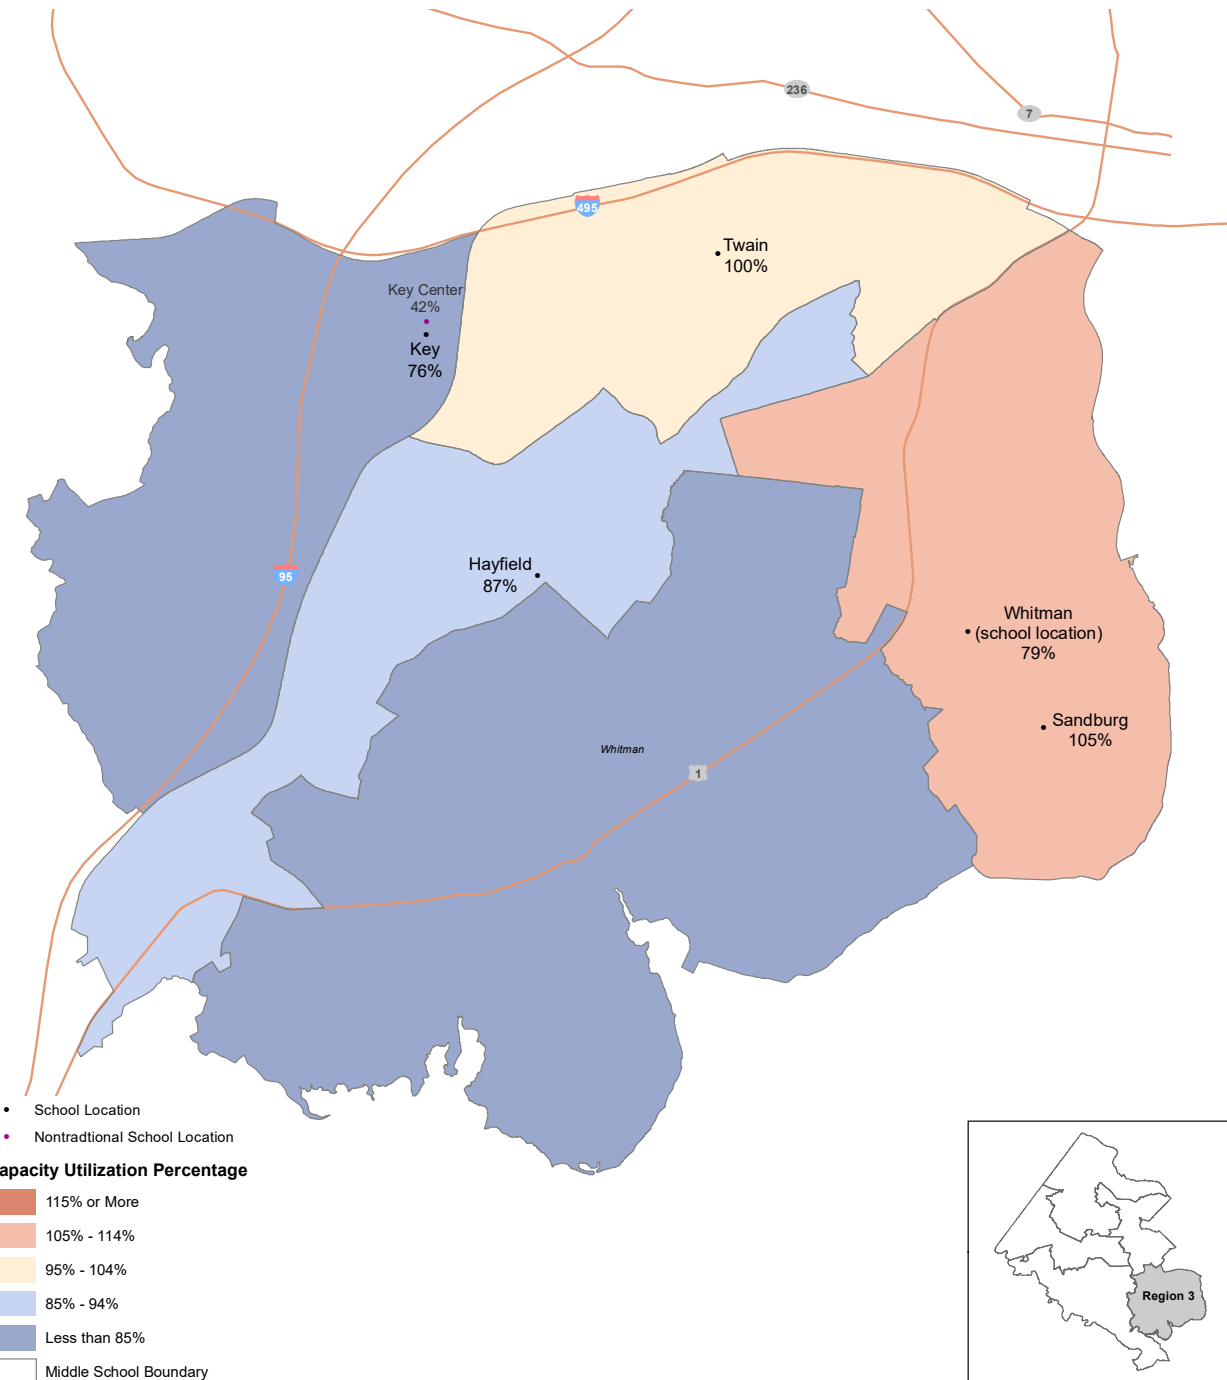 236
7
495
Twain
100%
Key Center
42%
Key
76%
Hayfield
87%
95
Whitman
(school location)
79%
Sandburg
105%
Whitman
1
School Location
Nontradtional School Location
apacity Utilization Percentage
115% or More
105% - 114%
95% - 104%
85% - 94%
Less than 85%
Middle School Boundary
Region 3